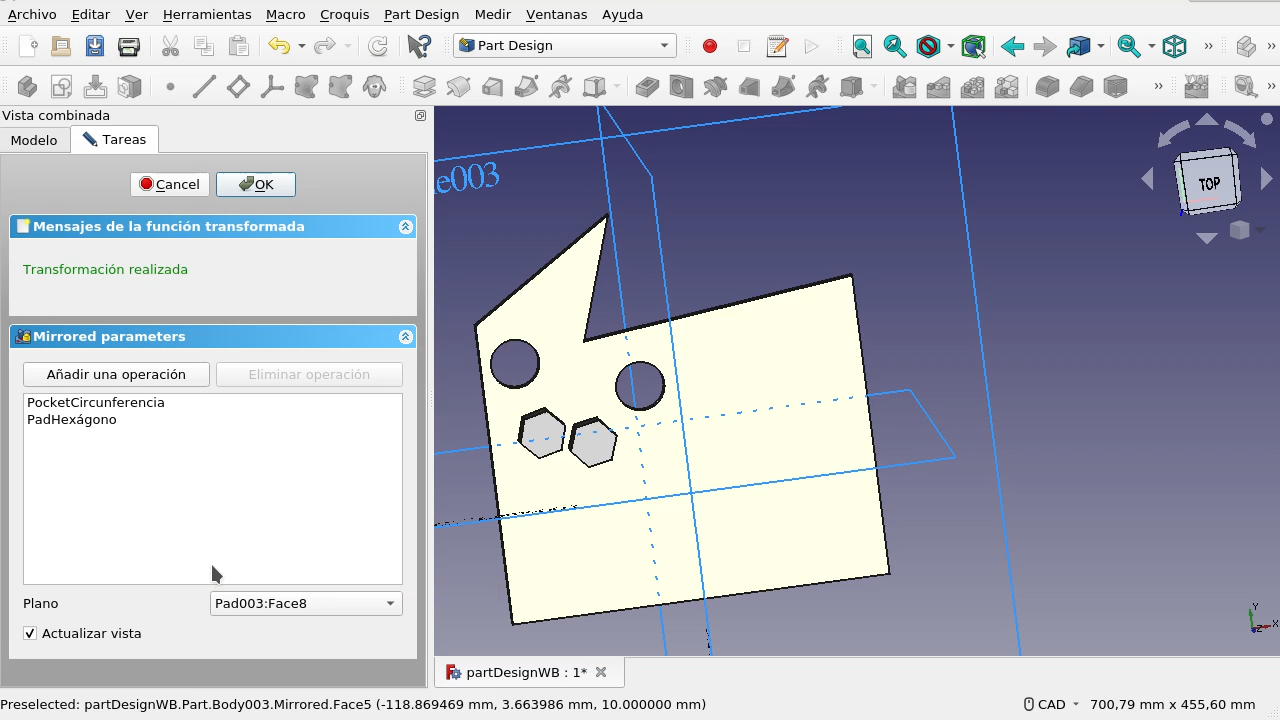 Archivo Editar Ver Herramientas Macro Croquis Part Design Medir Ventanas Ayuda
Part Design
Vista combinada
Modelo Tareas
Cancel OK
Mensajes de la función transformada
Transformación realizada
Mirrored parameters
Añadir una operación Eliminar operación
PocketCircunferencia
PadHexágono
Plano Pad003:Face8
Actualizar vista
e003
TOP
Y
X
Z
partDesignWB : 1*
Preselected: partDesignWB.Part.Body003.Mirrored.Face5 (-118.869469 mm, 3.663986 mm, 10.000000 mm) CAD 700,79 mm x 455,60 mm